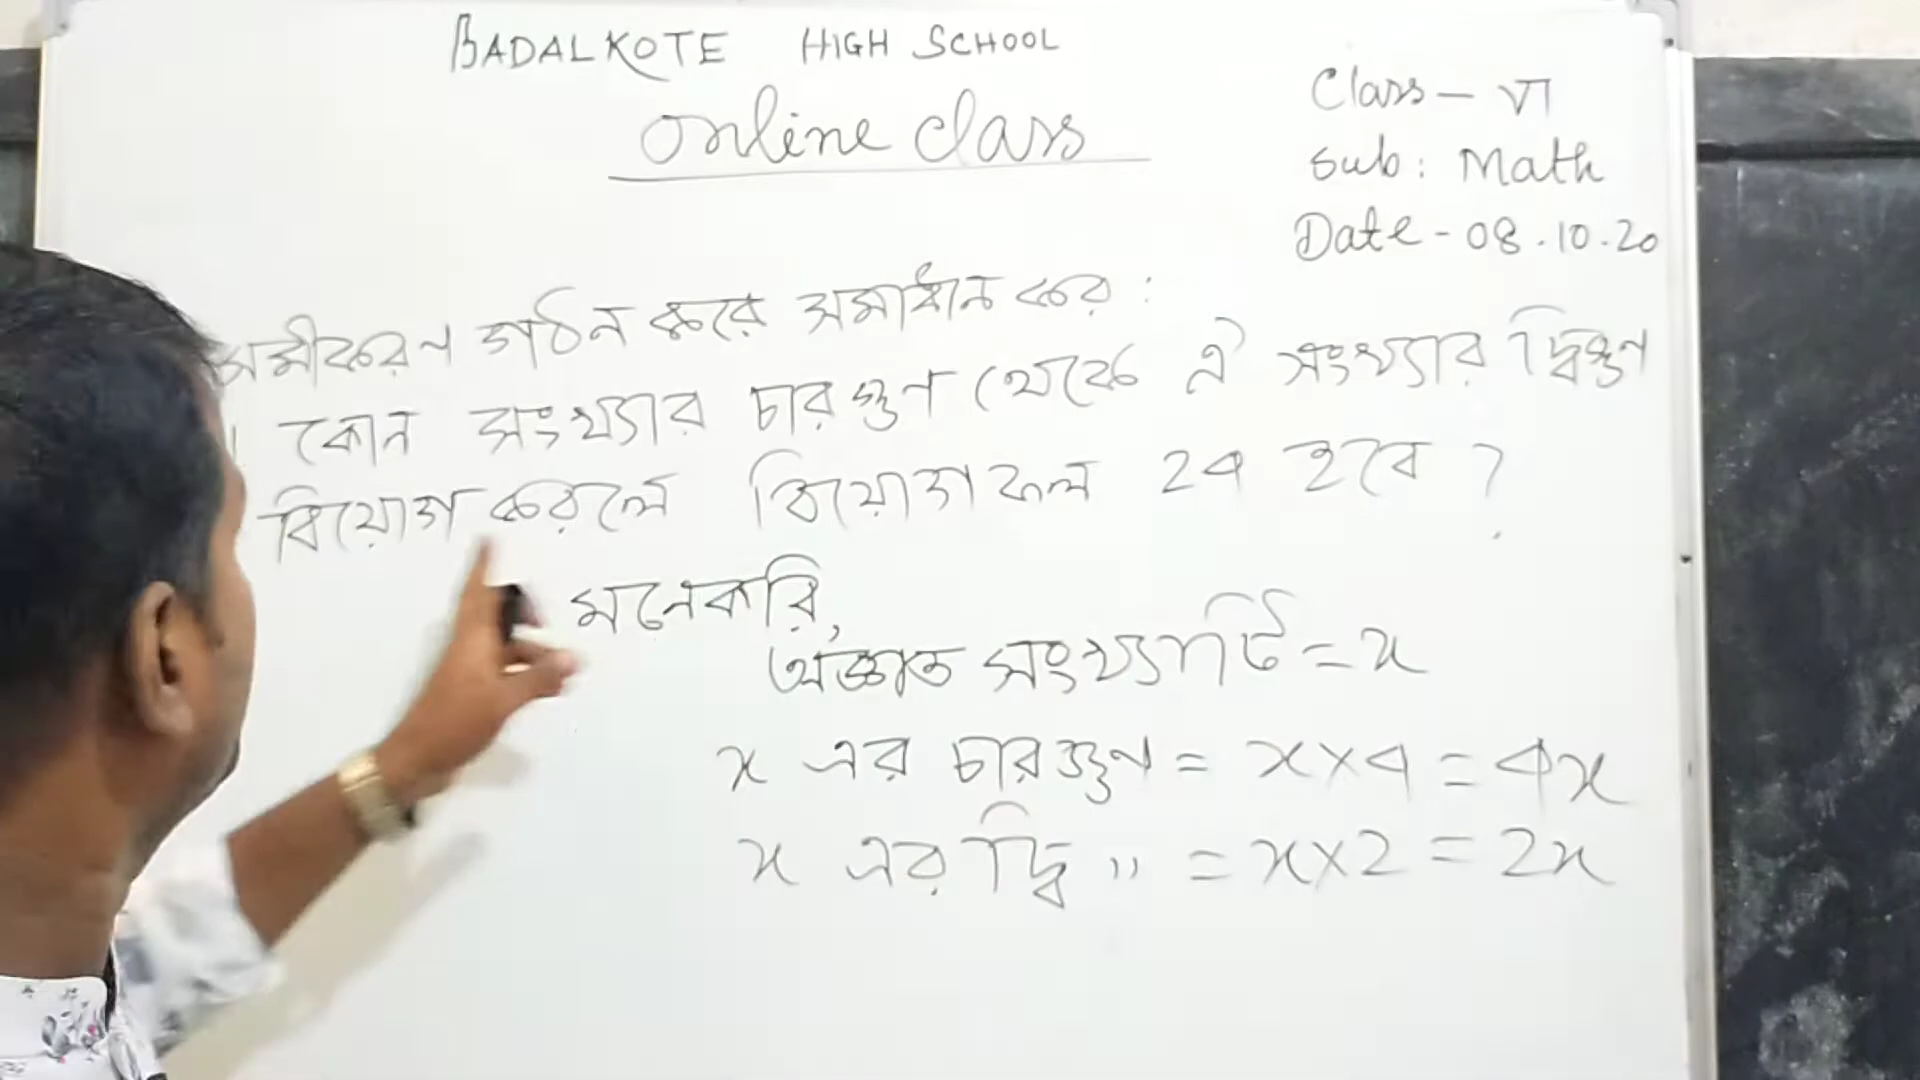 BADALKOTE HIGH SCHOOL
Online class
Class - VI
Sub: Math
Date - 08.10.20
সমীকরণ গঠন করে সমাধান কর :
কোন সংখ্যার চারগুণ থেকে ঐ সংখ্যার দ্বিগুণ
বিয়োগ করলে বিয়োগফল 24 হবে ?
মনেকরি,
অজ্ঞাত সংখ্যাটি = x
x এর চারগুণ = x×4 = 4x
x এর দ্বি " = x×2 = 2x